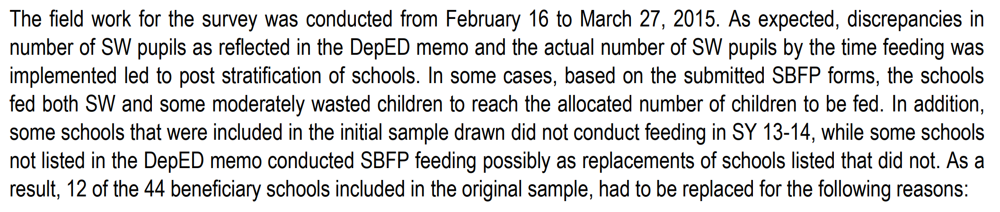 The field work for the survey was conducted from February 16 to March 27, 2015. As expected, discrepancies in
number of SW pupils as reflected in the DepED memo and the actual number of SW pupils by the time feeding was
implemented led to post stratification of schools. In some cases, based on the submitted SBFP forms, the schools
fed both SW and some moderately wasted children to reach the allocated number of children to be fed. In addition,
some schools that were included in the initial sample drawn did not conduct feeding in SY 13-14, while some schools
not listed in the DepED memo conducted SBFP feeding possibly as replacements of schools listed that did not. As a
result, 12 of the 44 beneficiary schools included in the original sample, had to be replaced for the following reasons: